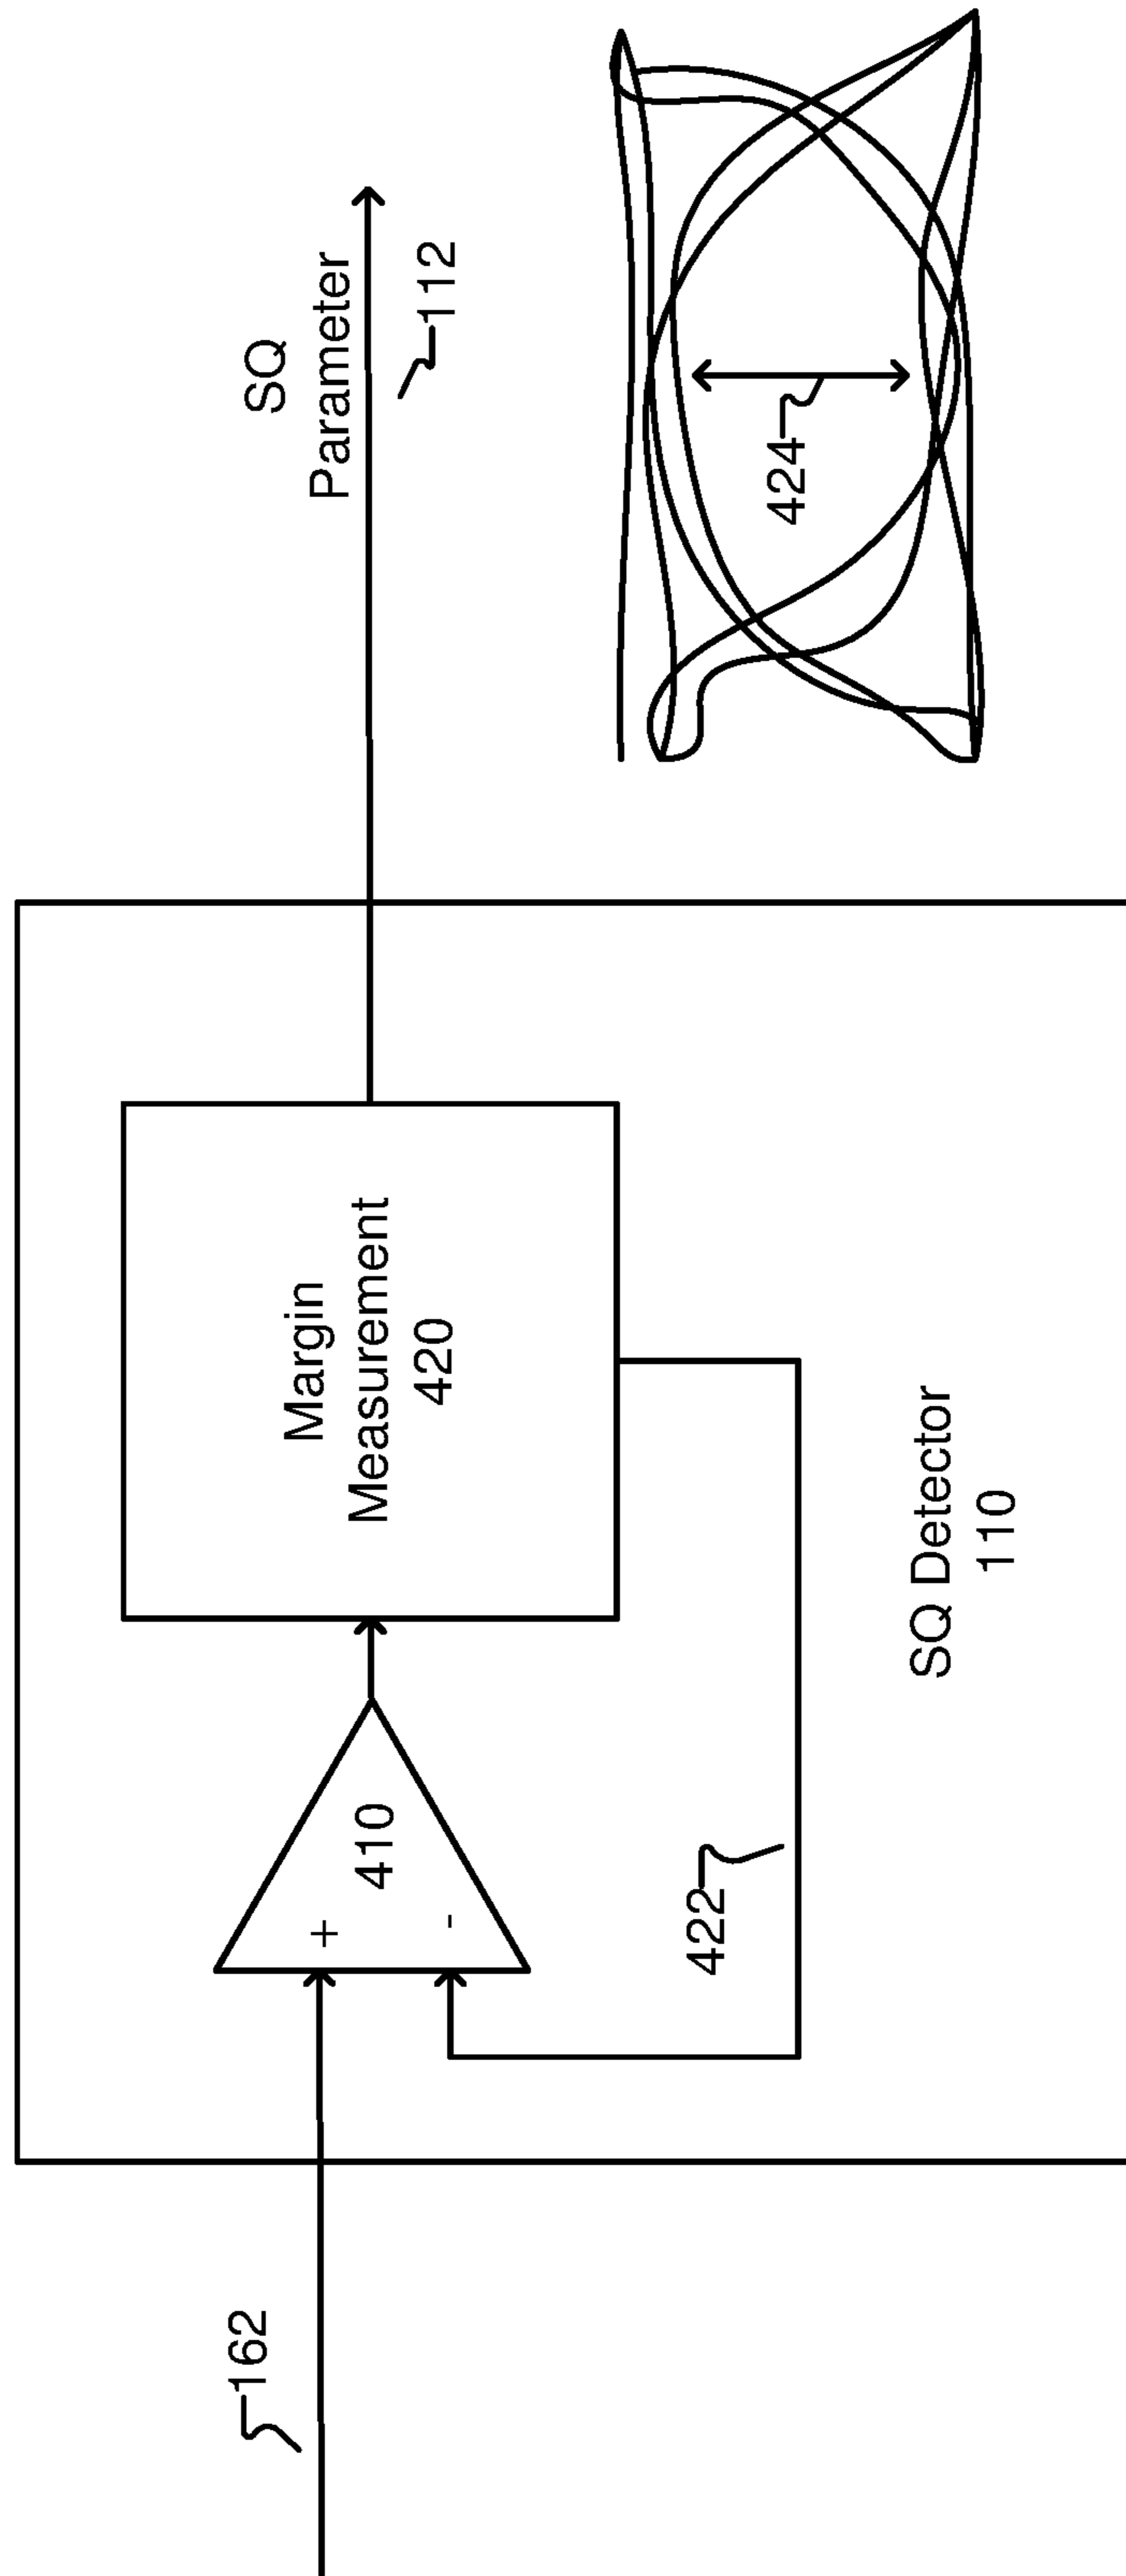 162
+
-
410
422
Margin
Measurement
420
SQ Detector
110
SQ
Parameter
112
424